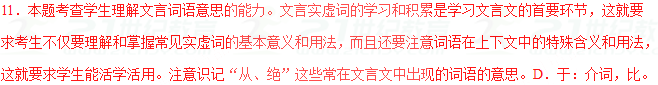 11．本题考查学生理解文言词语意思的能力。文言实虚词的学习和积累是学习文言文的首要环节，这就要
求考生不仅要理解和掌握常见实虚词的基本意义和用法，而且还要注意词语在上下文中的特殊含义和用法，
这就要求学生能活学活用。注意识记“从、绝”这些常在文言文中出现的词语的意思。D．于：介词，比。